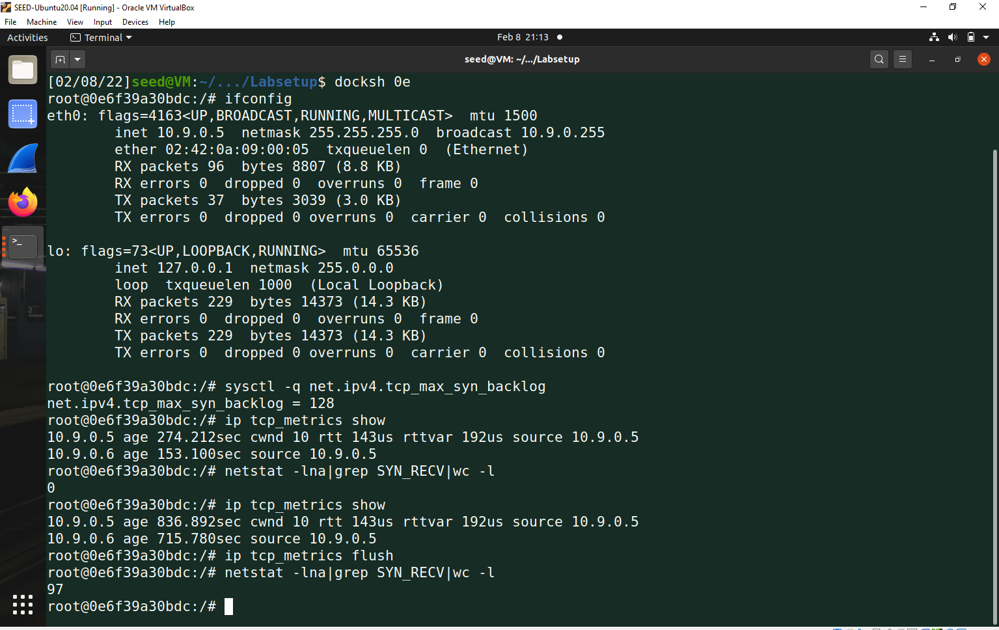 SEED-Ubuntu20.04 [Running] - Oracle VM VirtualBox
File Machine View Input Devices Help
Activities Terminal Feb 8 21:13
seed@VM: ~/.../Labsetup
[02/08/22]seed@VM:~/.../Labsetup$ docksh 0e
root@0e6f39a30bdc:/# ifconfig
eth0: flags=4163<UP,BROADCAST,RUNNING,MULTICAST>  mtu 1500
        inet 10.9.0.5  netmask 255.255.255.0  broadcast 10.9.0.255
        ether 02:42:0a:09:00:05  txqueuelen 0  (Ethernet)
        RX packets 96  bytes 8807 (8.8 KB)
        RX errors 0  dropped 0  overruns 0  frame 0
        TX packets 37  bytes 3039 (3.0 KB)
        TX errors 0  dropped 0 overruns 0  carrier 0  collisions 0
lo: flags=73<UP,LOOPBACK,RUNNING>  mtu 65536
        inet 127.0.0.1  netmask 255.0.0.0
        loop  txqueuelen 1000  (Local Loopback)
        RX packets 229  bytes 14373 (14.3 KB)
        RX errors 0  dropped 0  overruns 0  frame 0
        TX packets 229  bytes 14373 (14.3 KB)
        TX errors 0  dropped 0 overruns 0  carrier 0  collisions 0
root@0e6f39a30bdc:/# sysctl -q net.ipv4.tcp_max_syn_backlog
net.ipv4.tcp_max_syn_backlog = 128
root@0e6f39a30bdc:/# ip tcp_metrics show
10.9.0.5 age 274.212sec cwnd 10 rtt 143us rttvar 192us source 10.9.0.5
10.9.0.6 age 153.100sec source 10.9.0.5
root@0e6f39a30bdc:/# netstat -lna|grep SYN_RECV|wc -l
0
root@0e6f39a30bdc:/# ip tcp_metrics show
10.9.0.5 age 836.892sec cwnd 10 rtt 143us rttvar 192us source 10.9.0.5
10.9.0.6 age 715.780sec source 10.9.0.5
root@0e6f39a30bdc:/# ip tcp_metrics flush
root@0e6f39a30bdc:/# netstat -lna|grep SYN_RECV|wc -l
97
root@0e6f39a30bdc:/#